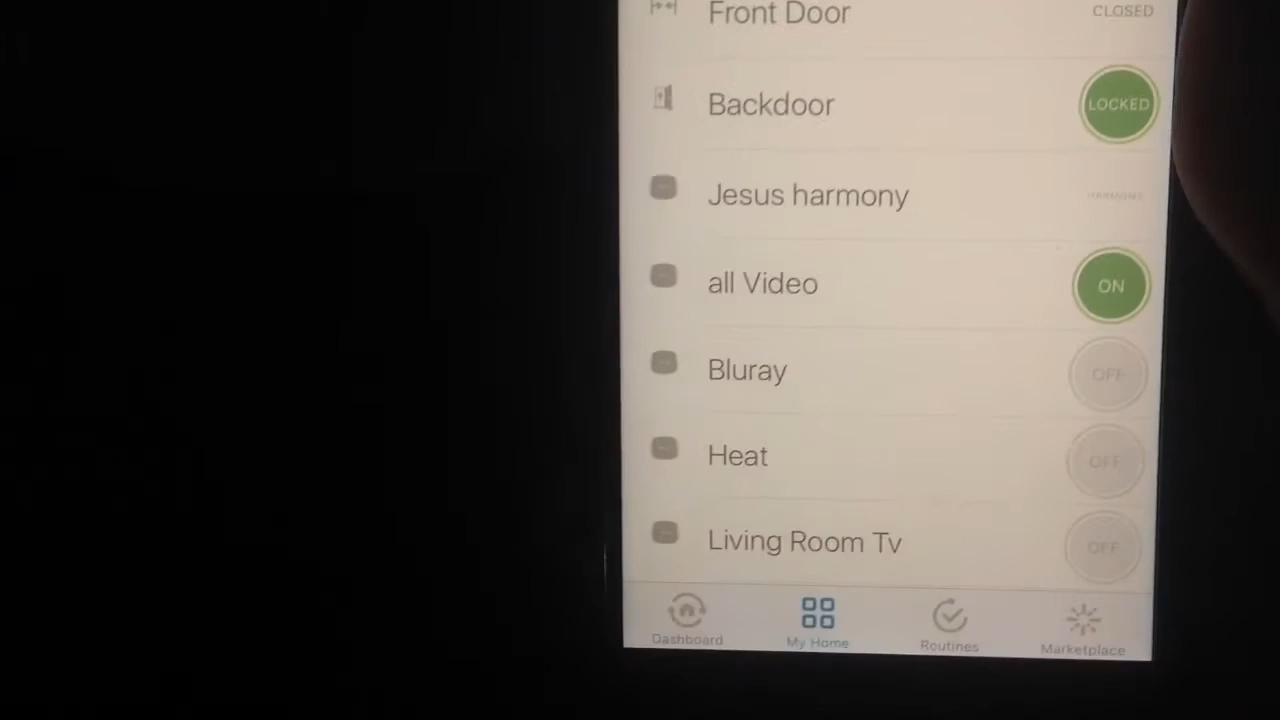 Front Door CLOSED
Backdoor LOCKED
Jesus harmony HARMONY
all Video ON
Bluray OFF
Heat OFF
Living Room Tv OFF
Dashboard My Home Routines Marketplace